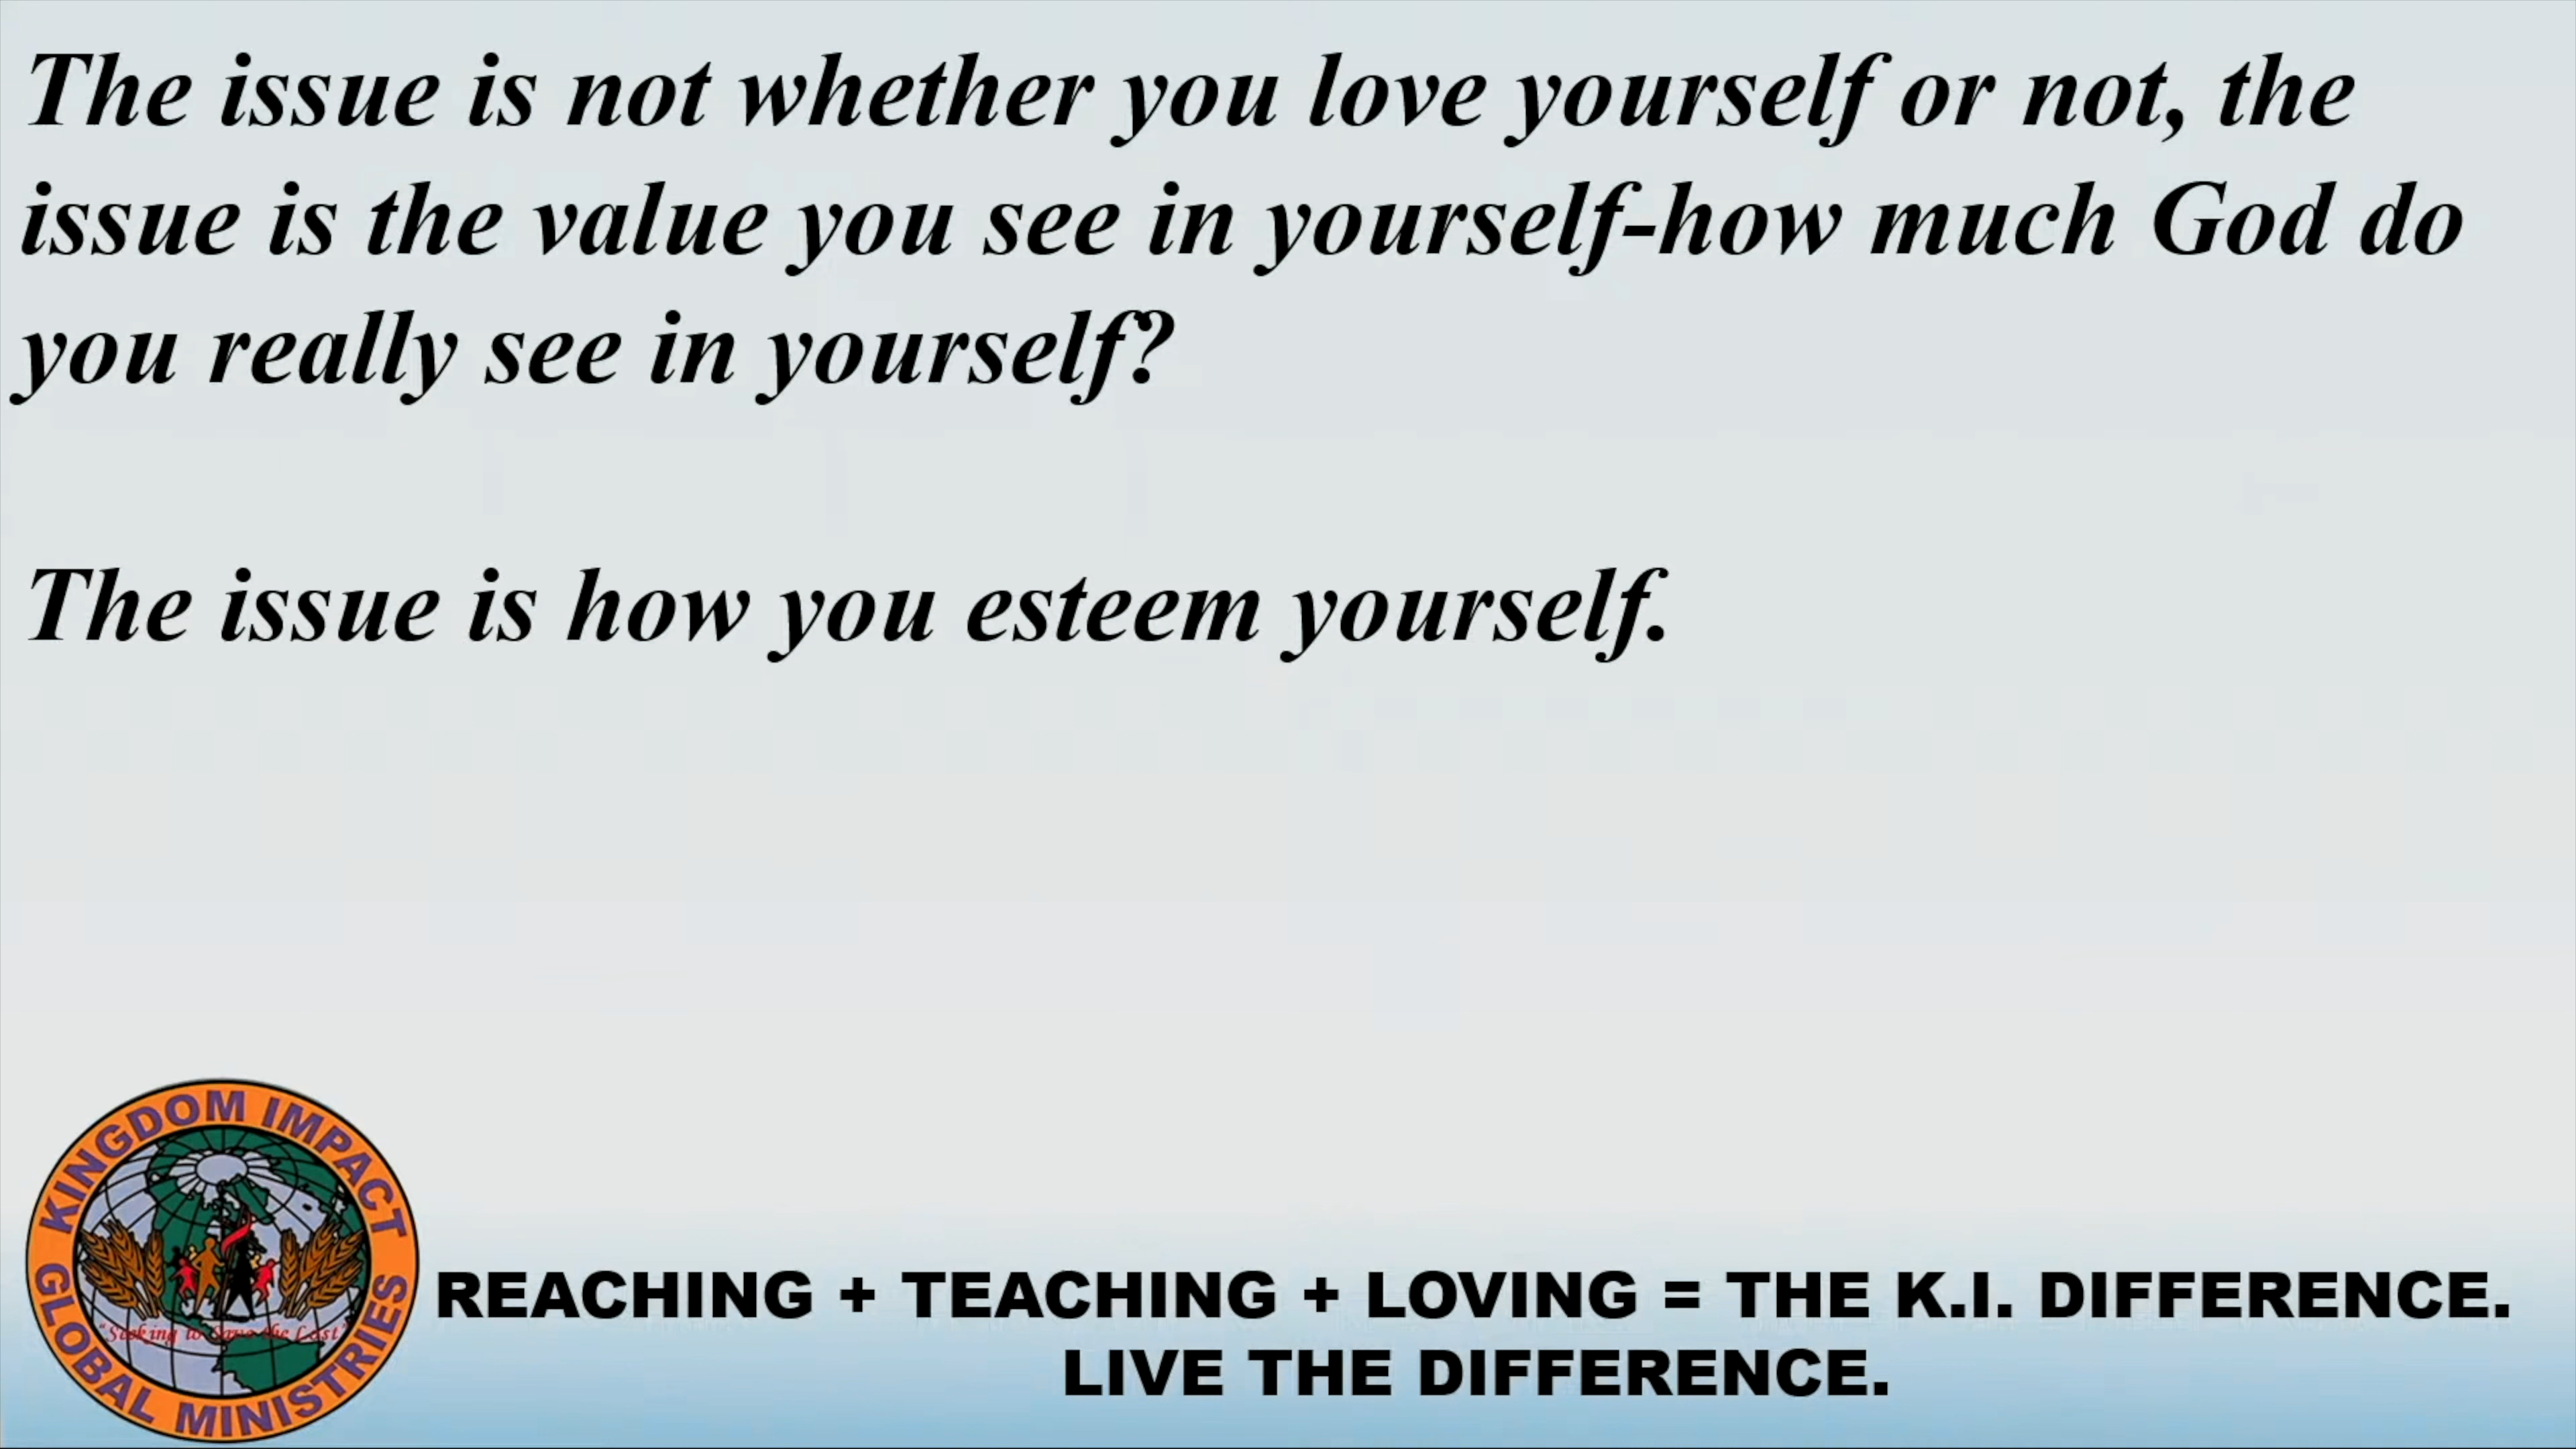 The issue is not whether you love yourself or not, the
issue is the value you see in yourself-how much God do
you really see in yourself?
The issue is how you esteem yourself.
KINGDOM IMPACT
"Seeking to Save the Lost"
GLOBAL MINISTRIES
REACHING + TEACHING + LOVING = THE K.I. DIFFERENCE.
LIVE THE DIFFERENCE.